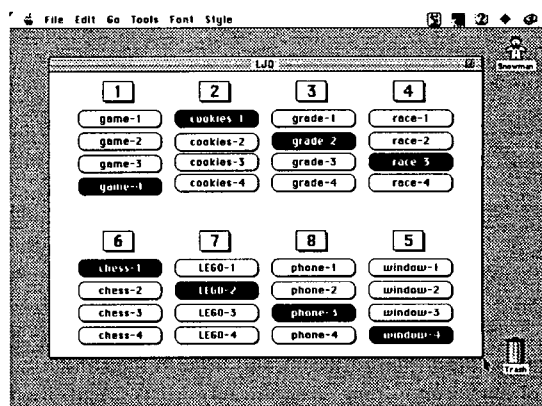 File Edit Go Tools Font Style
LJQ
Snowman
1 2 3 4
game-1 cookies-1 grade-1 race-1
game-2 cookies-2 grade-2 race-2
game-3 cookies-3 grade-3 race-3
game-4 cookies-4 grade-4 race-4
6 7 8 5
chess-1 LEGO-1 phone-1 window-1
chess-2 LEGO-2 phone-2 window-2
chess-3 LEGO-3 phone-3 window-3
chess-4 LEGO-4 phone-4 window-4
Trash